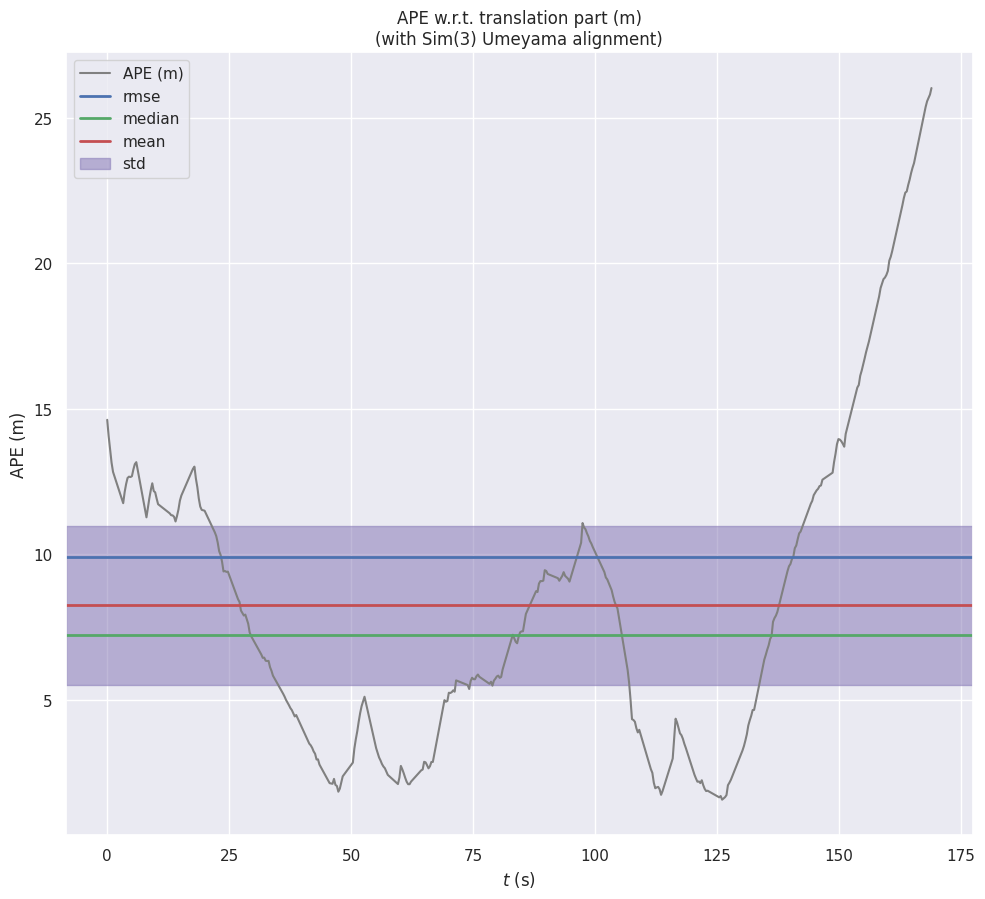 APE w.r.t. translation part (m)
(with Sim(3) Umeyama alignment)
APE (m)
rmse
median
mean
std
APE (m)
25
20
15
10
5
0
25
50
75
100
125
150
175
t (s)